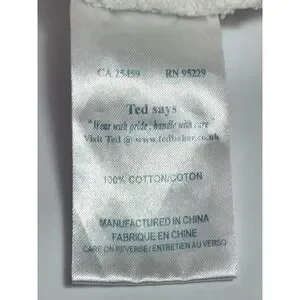 CA 25489 RN 95229
Ted says
"Wear with pride, handle with care"
Visit Ted @ www.tedbaker.co.uk
100% COTTON/COTON
MANUFACTURED IN CHINA
FABRIQUE EN CHINE
CARE ON REVERSE/ENTRETIEN AU VERSO